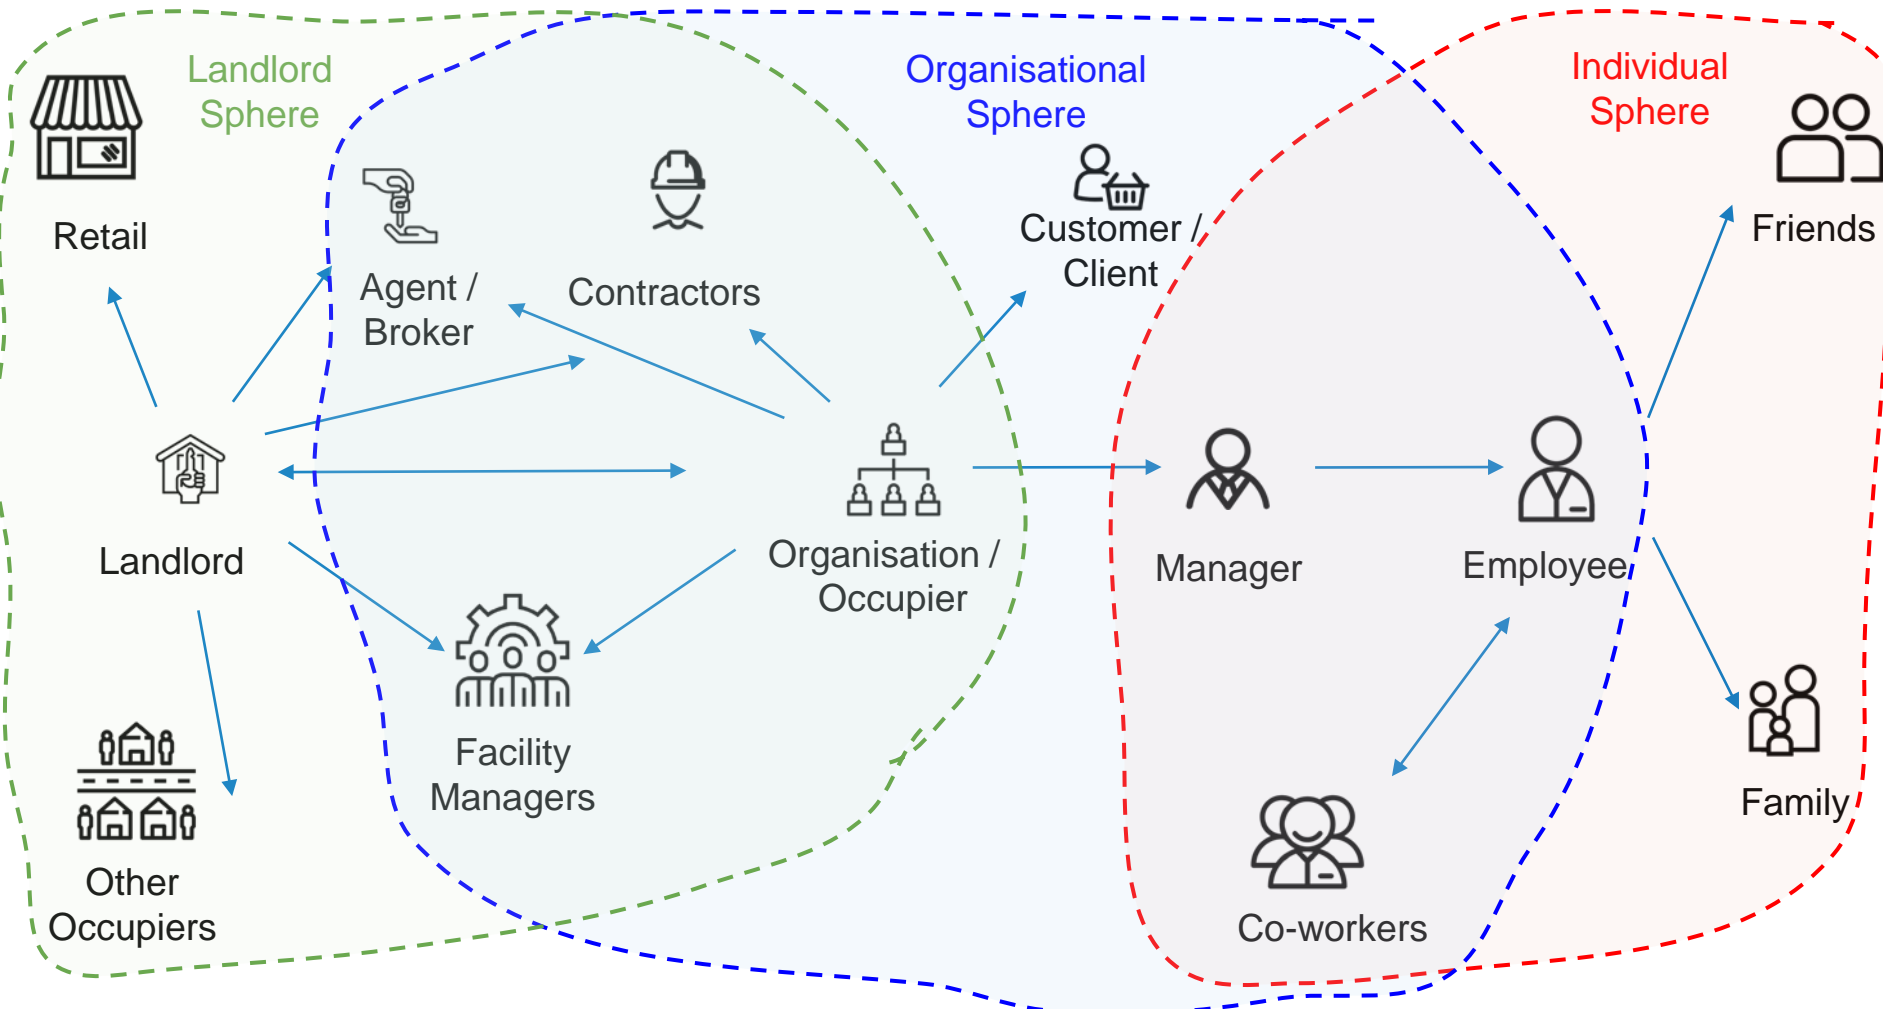 Landlord
Sphere
Organisational
Sphere
Individual
Sphere
Retail
Agent /
Broker
Contractors
Customer /
Client
Friends
Landlord
Organisation /
Occupier
Manager
Employee
Facility
Managers
Family
Other
Occupiers
Co-workers